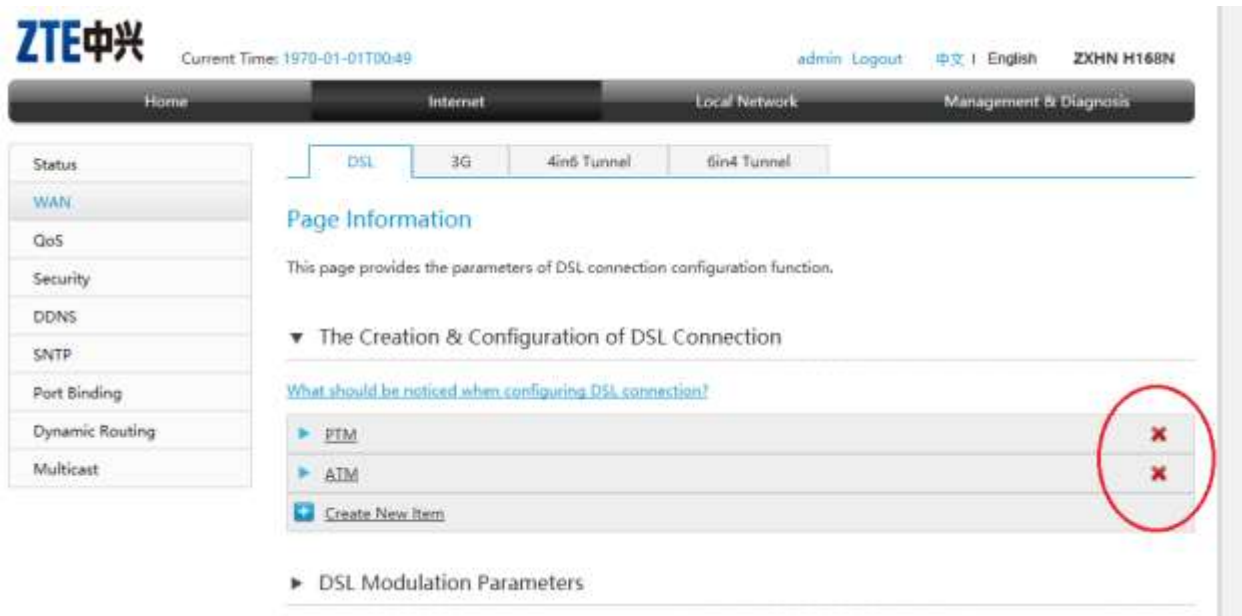 ZTE中兴
Current Time: 1970-01-01T00:49 admin Logout 中文 | English ZXHN H168N
Home Internet Local Network Management & Diagnosis
Status
WAN
QoS
Security
DDNS
SNTP
Port Binding
Dynamic Routing
Multicast
DSL 3G 4in6 Tunnel 6in4 Tunnel
Page Information
This page provides the parameters of DSL connection configuration function.
The Creation & Configuration of DSL Connection
What should be noticed when configuring DSL connection?
PTM
ATM
Create New Item
DSL Modulation Parameters